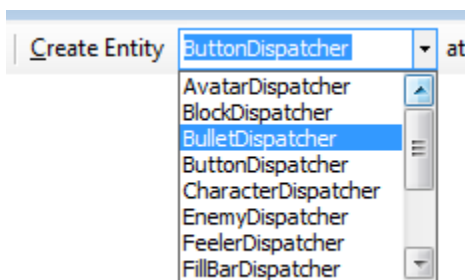 Create Entity ButtonDispatcher at
AvatarDispatcher
BlockDispatcher
BulletDispatcher
ButtonDispatcher
CharacterDispatcher
EnemyDispatcher
FeelerDispatcher
FillBarDispatcher